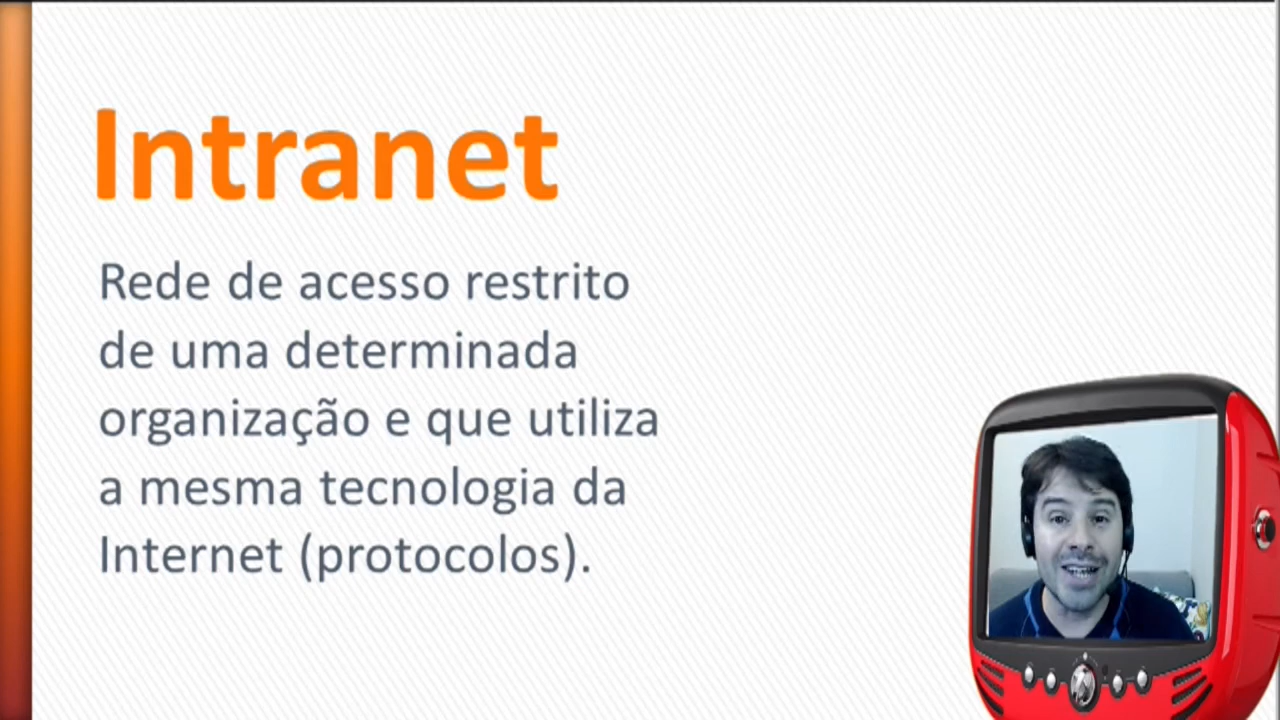 Intranet
Rede de acesso restrito
de uma determinada
organização e que utiliza
a mesma tecnologia da
Internet (protocolos).